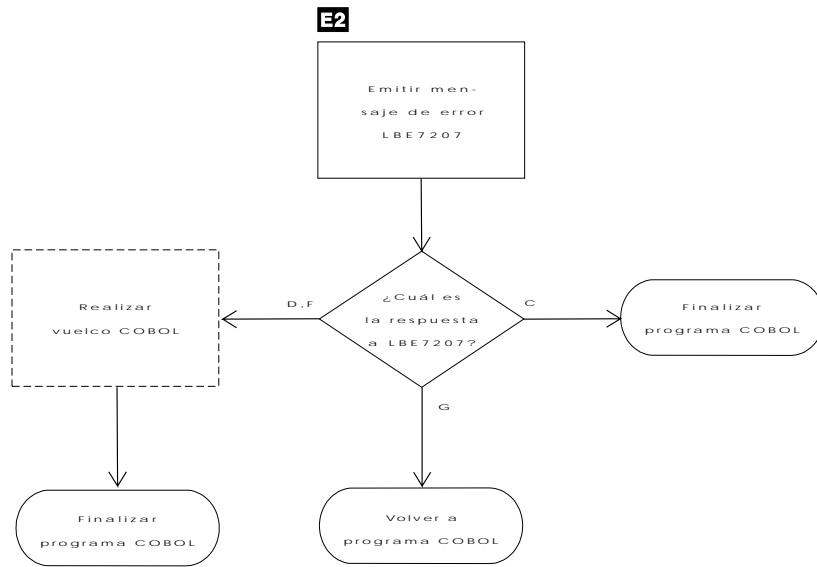 E2
Emitir men-
saje de error
LBE7207
D,F
¿Cuál es
la respuesta
a LBE7207?
C
Realizar
vuelco COBOL
Finalizar
programa COBOL
G
Finalizar
programa COBOL
Volver a
programa COBOL